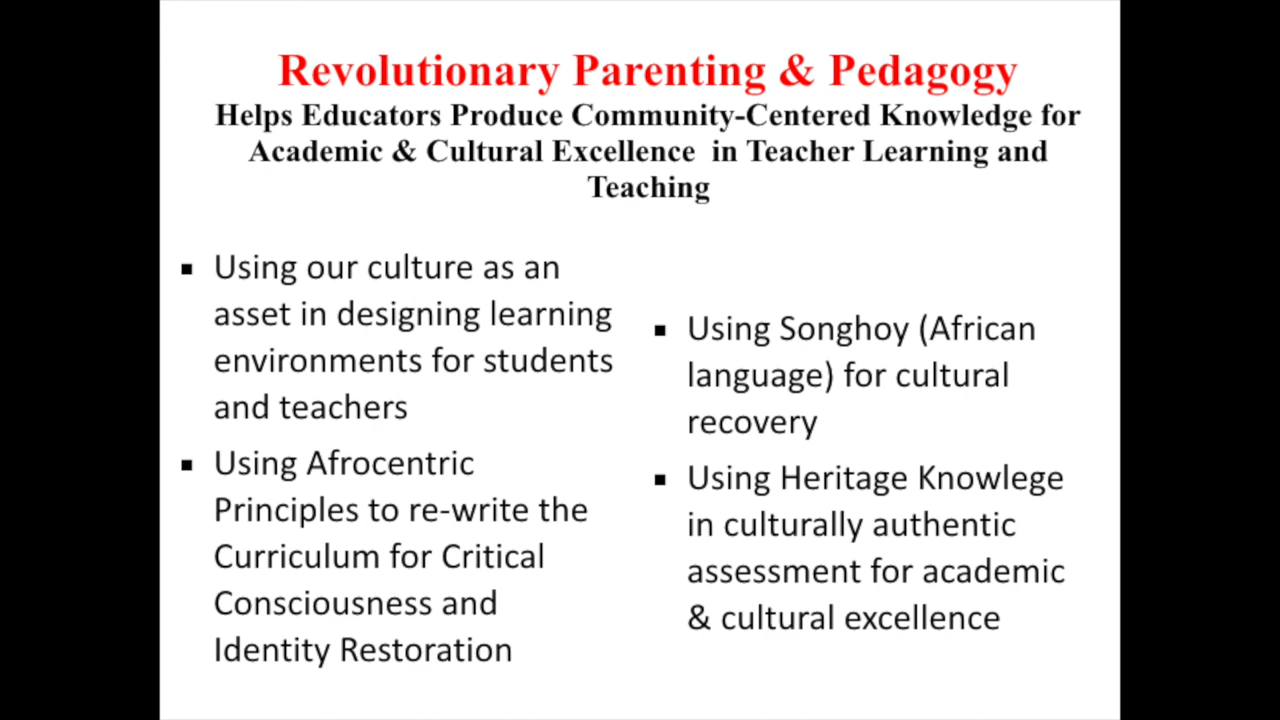 Revolutionary Parenting & Pedagogy
Helps Educators Produce Community-Centered Knowledge for
Academic & Cultural Excellence in Teacher Learning and
Teaching
▪ Using our culture as an
asset in designing learning
environments for students
and teachers
▪ Using Afrocentric
Principles to re-write the
Curriculum for Critical
Consciousness and
Identity Restoration
▪ Using Songhoy (African
language) for cultural
recovery
▪ Using Heritage Knowlege
in culturally authentic
assessment for academic
& cultural excellence